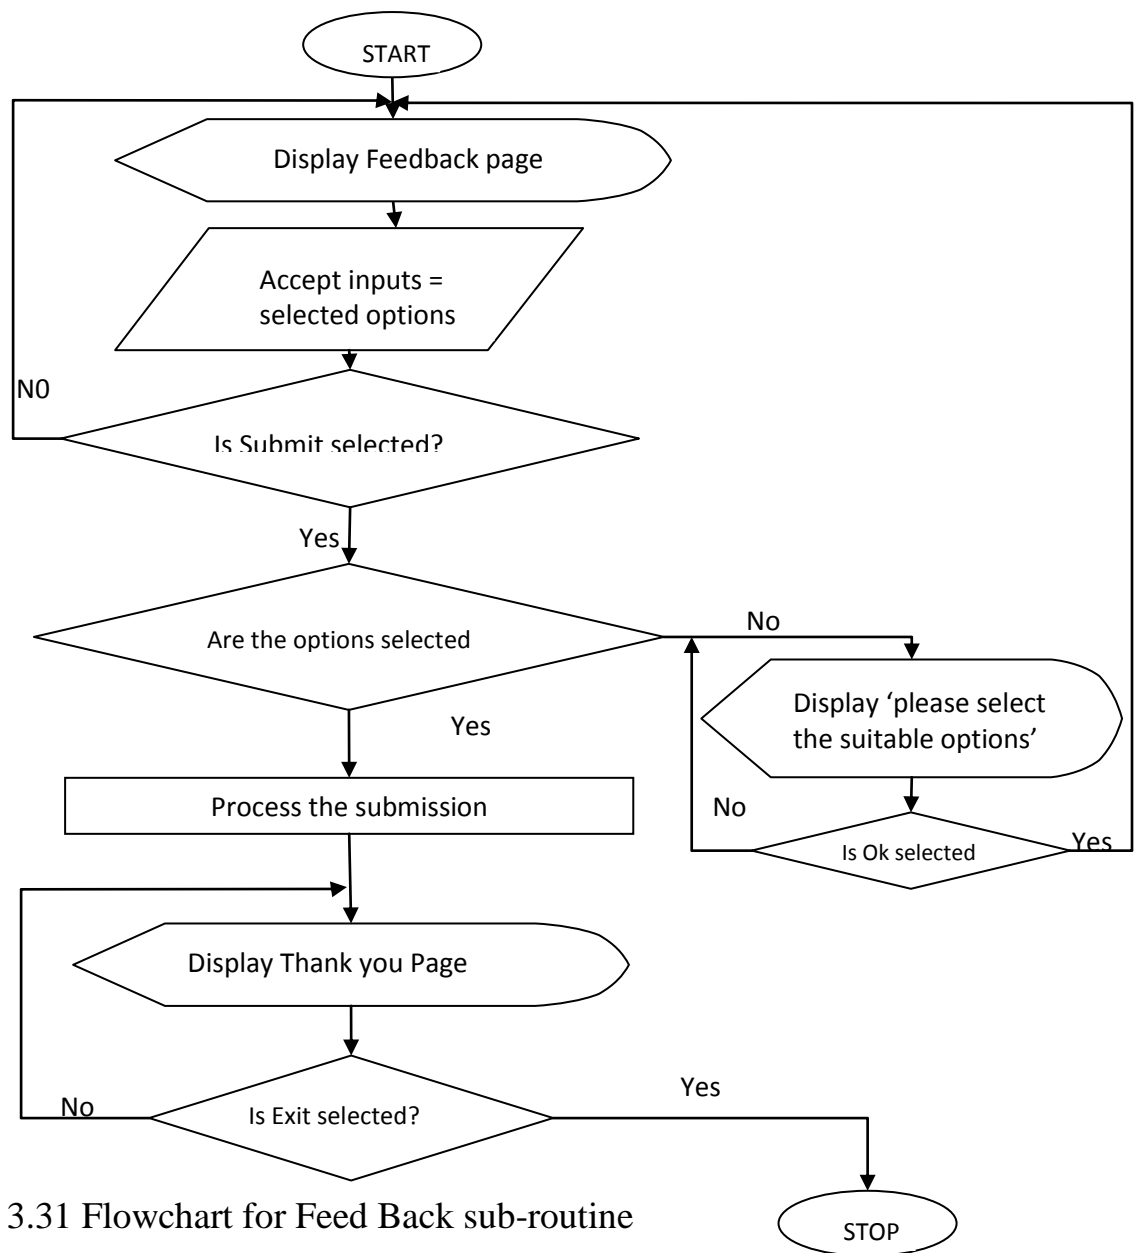 START
Display Feedback page
Accept inputs =
selected options
N0
Is Submit selected?
Yes
Are the options selected
No
Display ‘please select
the suitable options’
Yes
Process the submission
No
Is Ok selected
Yes
Display Thank you Page
Is Exit selected?
No
Yes
STOP
3.31 Flowchart for Feed Back sub-routine